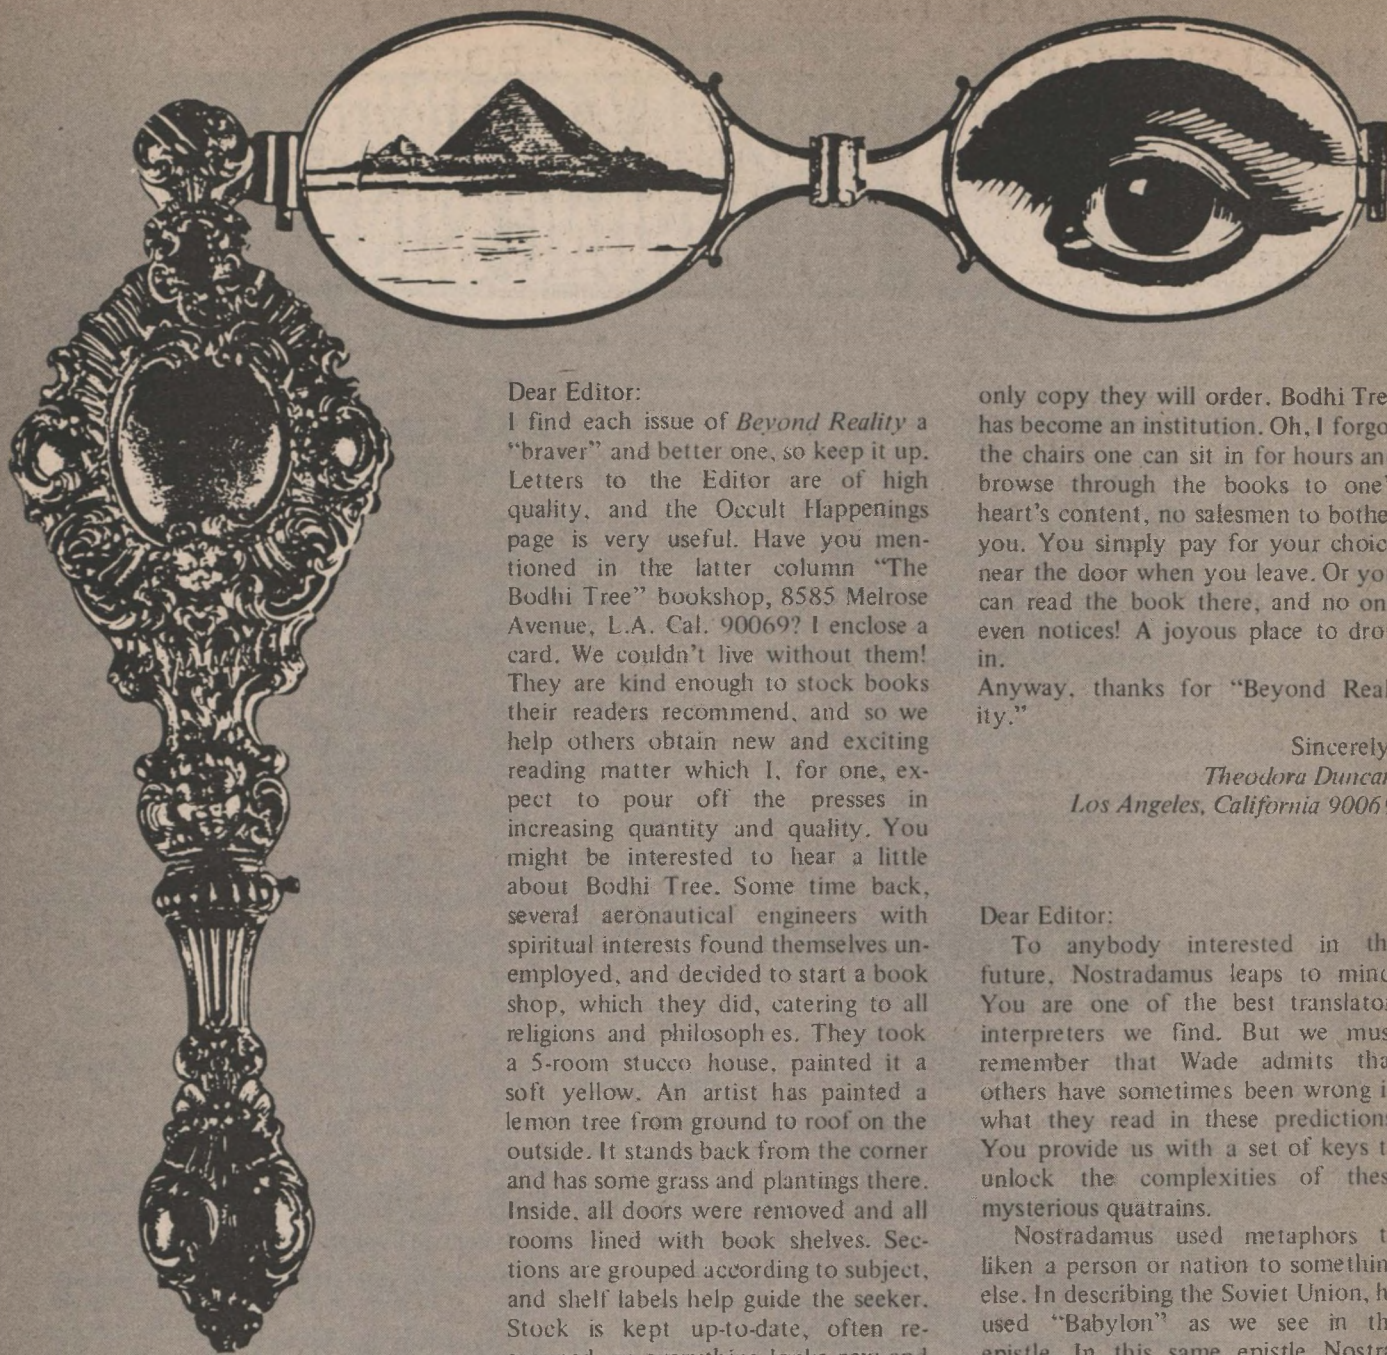 Dear Editor:
I find each issue of Beyond Reality a
“braver” and better one, so keep it up.
Letters to the Editor are of high
quality, and the Occult Happenings
page is very useful. Have you men-
tioned in the latter column “The
Bodhi Tree” bookshop, 8585 Melrose
Avenue, L.A. Cal. 90069? I enclose a
card. We couldn’t live without them!
They are kind enough to stock books
their readers recommend, and so we
help others obtain new and exciting
reading matter which I, for one, ex-
pect to pour off the presses in
increasing quantity and quality. You
might be interested to hear a little
about Bodhi Tree. Some time back,
several aeronautical engineers with
spiritual interests found themselves un-
employed, and decided to start a book
shop, which they did, catering to all
religions and philosoph es. They took
a 5-room stucco house, painted it a
soft yellow. An artist has painted a
lemon tree from ground to roof on the
outside. It stands back from the corner
and has some grass and plantings there.
Inside, all doors were removed and all
rooms lined with book shelves. Sec-
tions are grouped according to subject,
and shelf labels help guide the seeker.
Stock is kept up-to-date, often re-
only copy they will order. Bodhi Tre
has become an institution. Oh, I forgo
the chairs one can sit in for hours an
browse through the books to one’
heart’s content, no salesmen to bothe
you. You simply pay for your choic
near the door when you leave. Or yo
can read the book there, and no on
even notices! A joyous place to dro
in.
Anyway, thanks for “Beyond Real
ity.”
Sincerely
Theodora Duncan
Los Angeles, California 9006
Dear Editor:
To anybody interested in th
future, Nostradamus leaps to mind
You are one of the best translato
interpreters we find. But we mus
remember that Wade admits tha
others have sometimes been wrong i
what they read in these prediction
You provide us with a set of keys t
unlock the complexities of thes
mysterious quatrains.
Nostradamus used metaphors t
liken a person or nation to somethin
else. In describing the Soviet Union, h
used “Babylon” as we see in th
epistle. In this same epistle Nostr